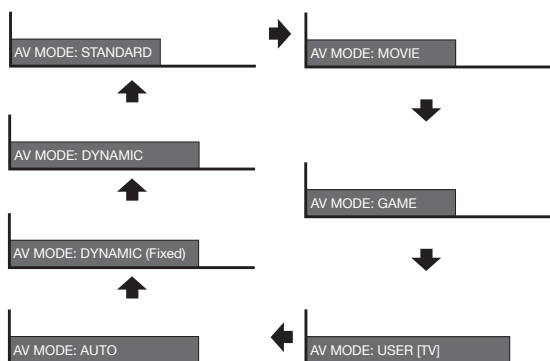 AV MODE: STANDARD
AV MODE: MOVIE
AV MODE: DYNAMIC
AV MODE: GAME
AV MODE: DYNAMIC (Fixed)
AV MODE: AUTO
AV MODE: USER [TV]